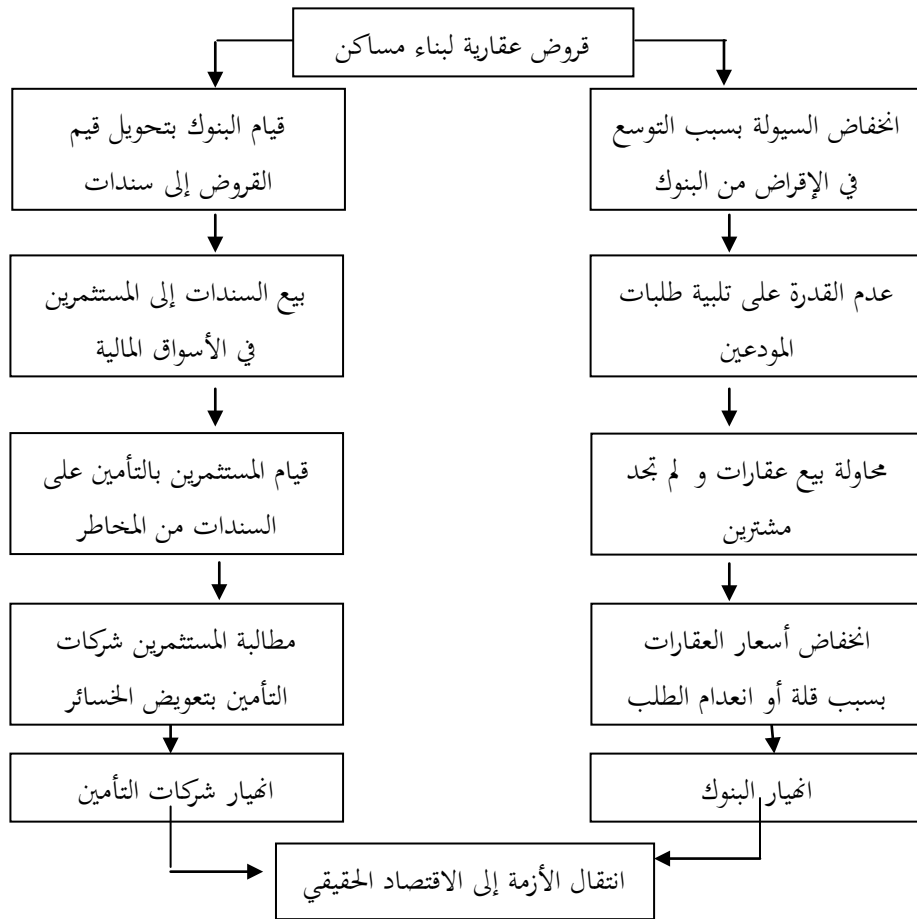 قروض عقارية لبناء مساكن
انخفاض السيولة بسبب التوسع
في الإقراض من البنوك
عدم القدرة على تلبية طلبات
المودعين
محاولة بيع عقارات و لم تجد
مشترين
انخفاض أسعار العقارات
بسبب قلة أو انعدام الطلب
انهيار البنوك
قيام البنوك بتحويل قيم
القروض إلى سندات
بيع السندات إلى المستثمرين
في الأسواق المالية
قيام المستثمرين بالتأمين على
السندات من المخاطر
مطالبة المستثمرين شركات
التأمين بتعويض الخسائر
انهيار شركات التأمين
انتقال الأزمة إلى الاقتصاد الحقيقي